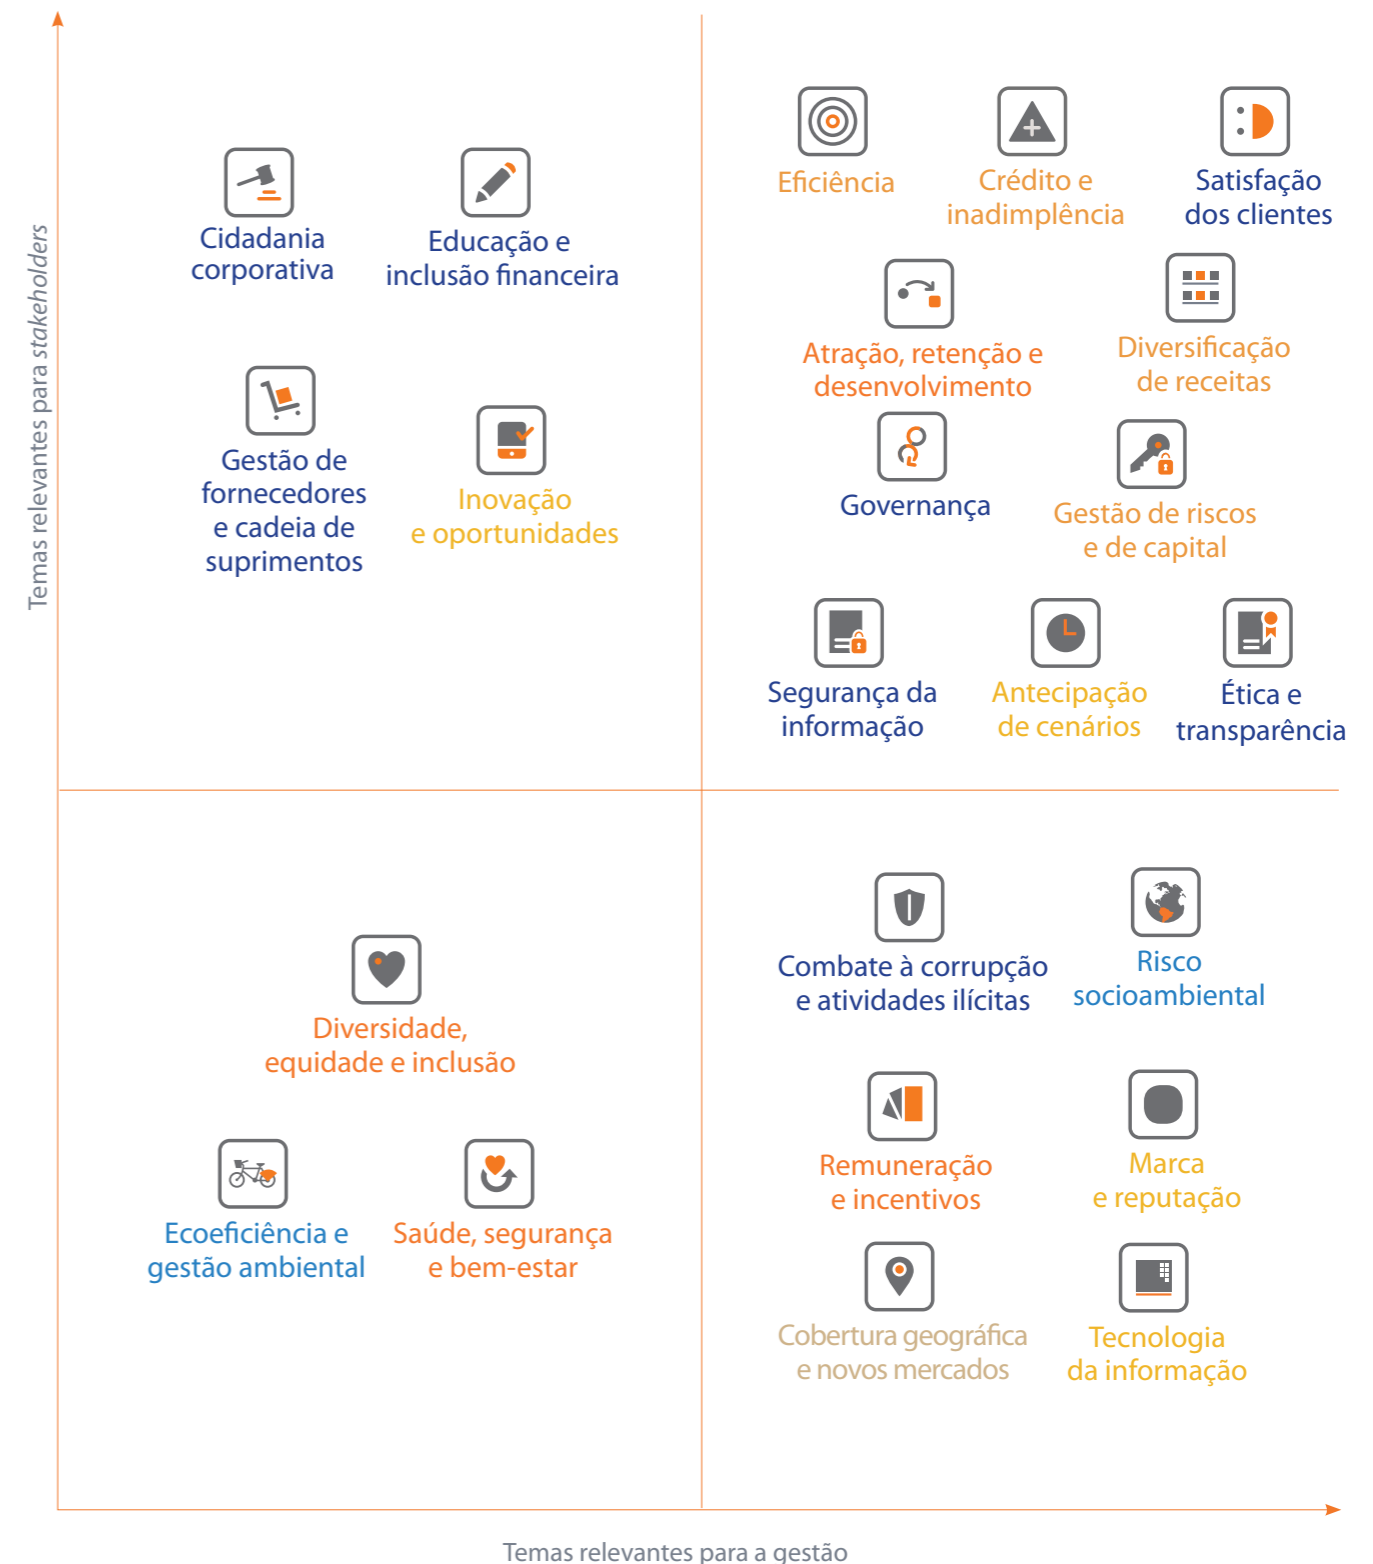 Temas relevantes para stakeholders
Cidadania
corporativa
Educação e
inclusão financeira
Gestão de
fornecedores
e cadeia de
suprimentos
Inovação
e oportunidades
Eficiência
Crédito e
inadimplência
Satisfação
dos clientes
Atração, retenção e
desenvolvimento
Diversificação
de receitas
Governança
Gestão de riscos
e de capital
Segurança da
informação
Antecipação
de cenários
Ética e
transparência
Diversidade,
equidade e inclusão
Ecoeficiência e
gestão ambiental
Saúde, segurança
e bem-estar
Combate à corrupção
e atividades ilícitas
Risco
socioambiental
Remuneração
e incentivos
Marca
e reputação
Cobertura geográfica
e novos mercados
Tecnologia
da informação
Temas relevantes para a gestão